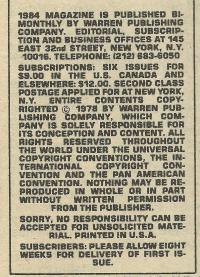 1984 MAGAZINE IS PUBLISHED BI-
MONTHLY BY WARREN PUBLISHING
COMPANY. EDITORIAL, SUBSCRIP-
TION AND BUSINESS OFFICES AT 145
EAST 32nd STREET, NEW YORK, N.Y.
10016. TELEPHONE: (212) 683-6050
SUBSCRIPTIONS: SIX ISSUES FOR
$9.00 IN THE U.S. CANADA AND
ELSEWHERE: $12.00. SECOND CLASS
POSTAGE APPLIED FOR AT NEW YORK,
N.Y. ENTIRE CONTENTS COPY-
RIGHTED © 1978 BY WARREN PUB-
LISHING COMPANY, WHICH COM-
PANY IS SOLELY RESPONSIBLE FOR
ITS CONCEPTION AND CONTENT. ALL
RIGHTS RESERVED THROUGHOUT
THE WORLD UNDER THE UNIVERSAL
COPYRIGHT CONVENTIONS, THE IN-
TERNATIONAL COPYRIGHT CON-
VENTION AND THE PAN AMERICAN
CONVENTION. NOTHING MAY BE RE-
PRODUCED IN WHOLE OR IN PART
WITHOUT WRITTEN PERMISSION
FROM THE PUBLISHER.
SORRY, NO RESPONSIBILITY CAN BE
ACCEPTED FOR UNSOLICITED MATE-
RIAL. PRINTED IN U.S.A.
SUBSCRIBERS: PLEASE ALLOW EIGHT
WEEKS FOR DELIVERY OF FIRST IS-
SUE.